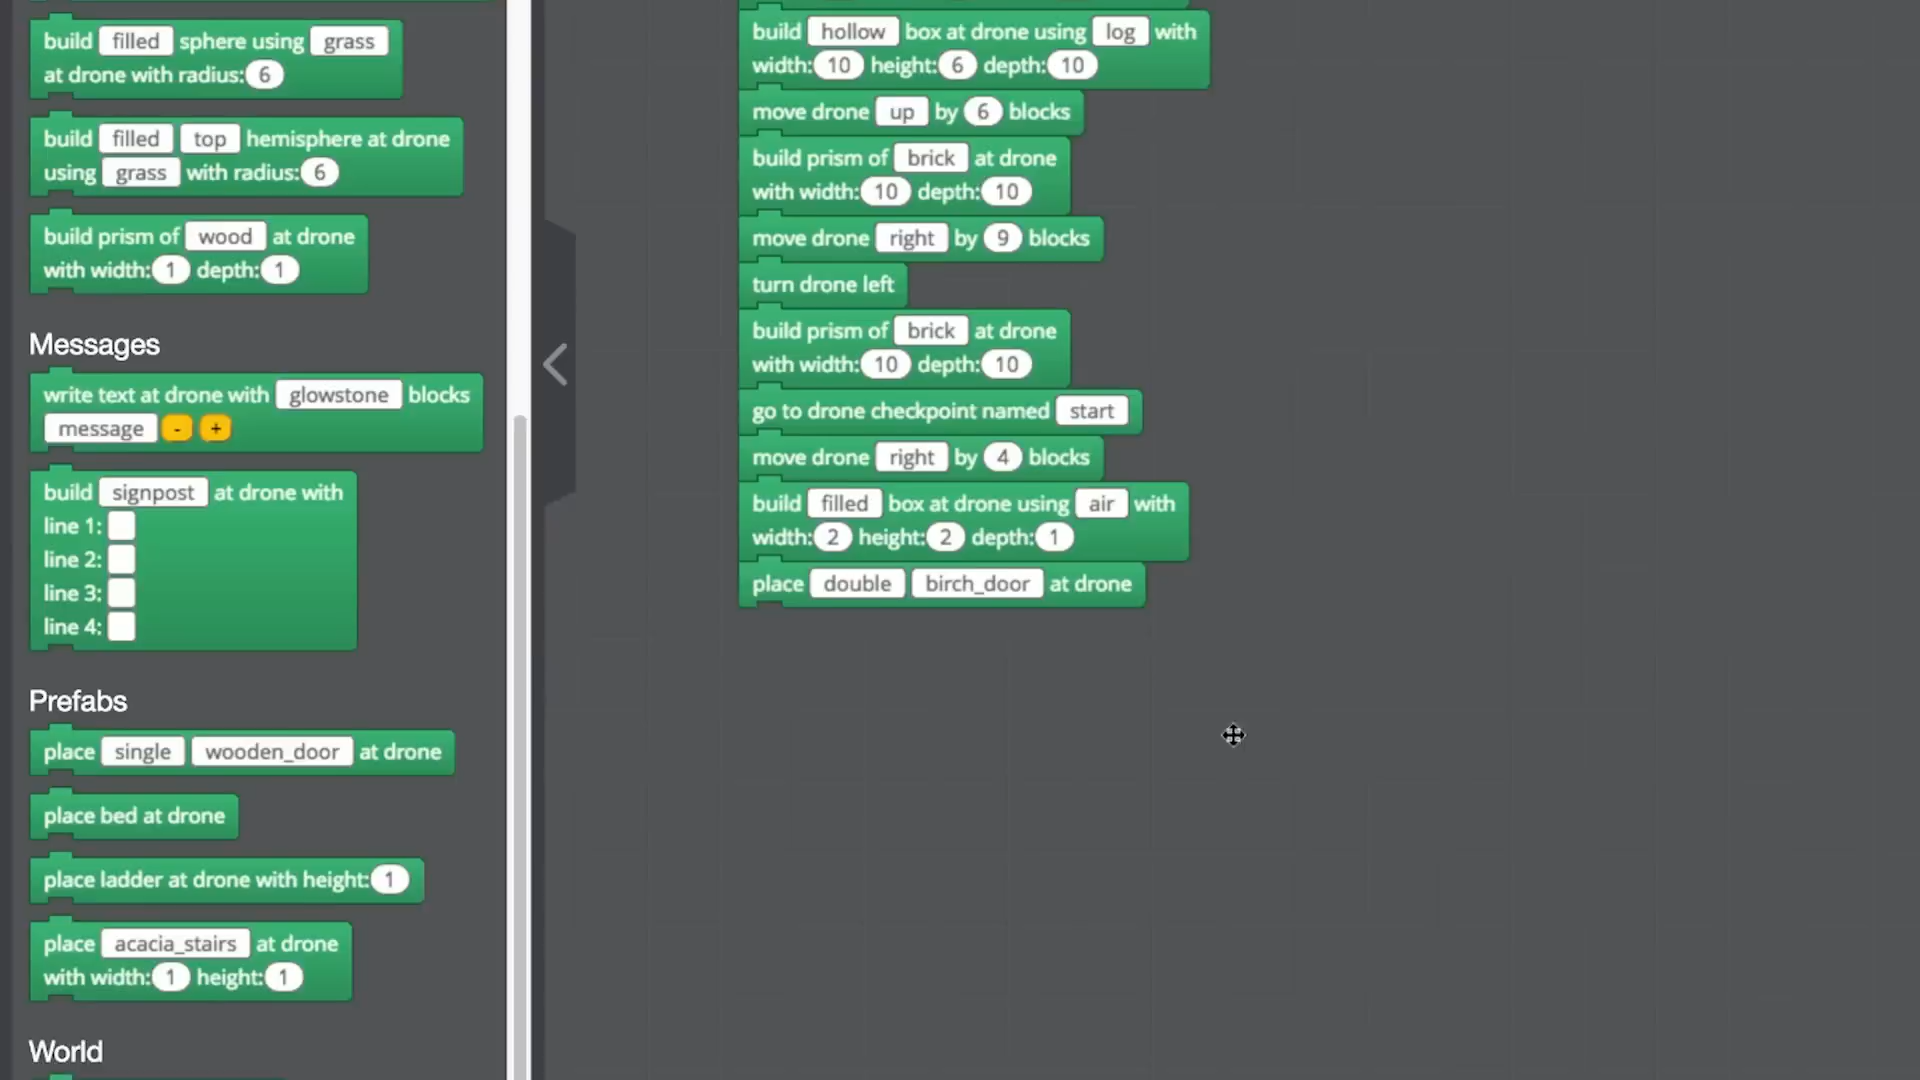 build filled sphere using grass
at drone with radius: 6
build filled top hemisphere at drone
using grass with radius: 6
build prism of wood at drone
with width: 1 depth: 1
Messages
write text at drone with glowstone blocks
message - +
build signpost at drone with
line 1:
line 2:
line 3:
line 4:
Prefabs
place single wooden_door at drone
place bed at drone
place ladder at drone with height: 1
place acacia_stairs at drone
with width: 1 height: 1
World
build hollow box at drone using log with
width: 10 height: 6 depth: 10
move drone up by 6 blocks
build prism of brick at drone
with width: 10 depth: 10
move drone right by 9 blocks
turn drone left
build prism of brick at drone
with width: 10 depth: 10
go to drone checkpoint named start
move drone right by 4 blocks
build filled box at drone using air with
width: 2 height: 2 depth: 1
place double birch_door at drone